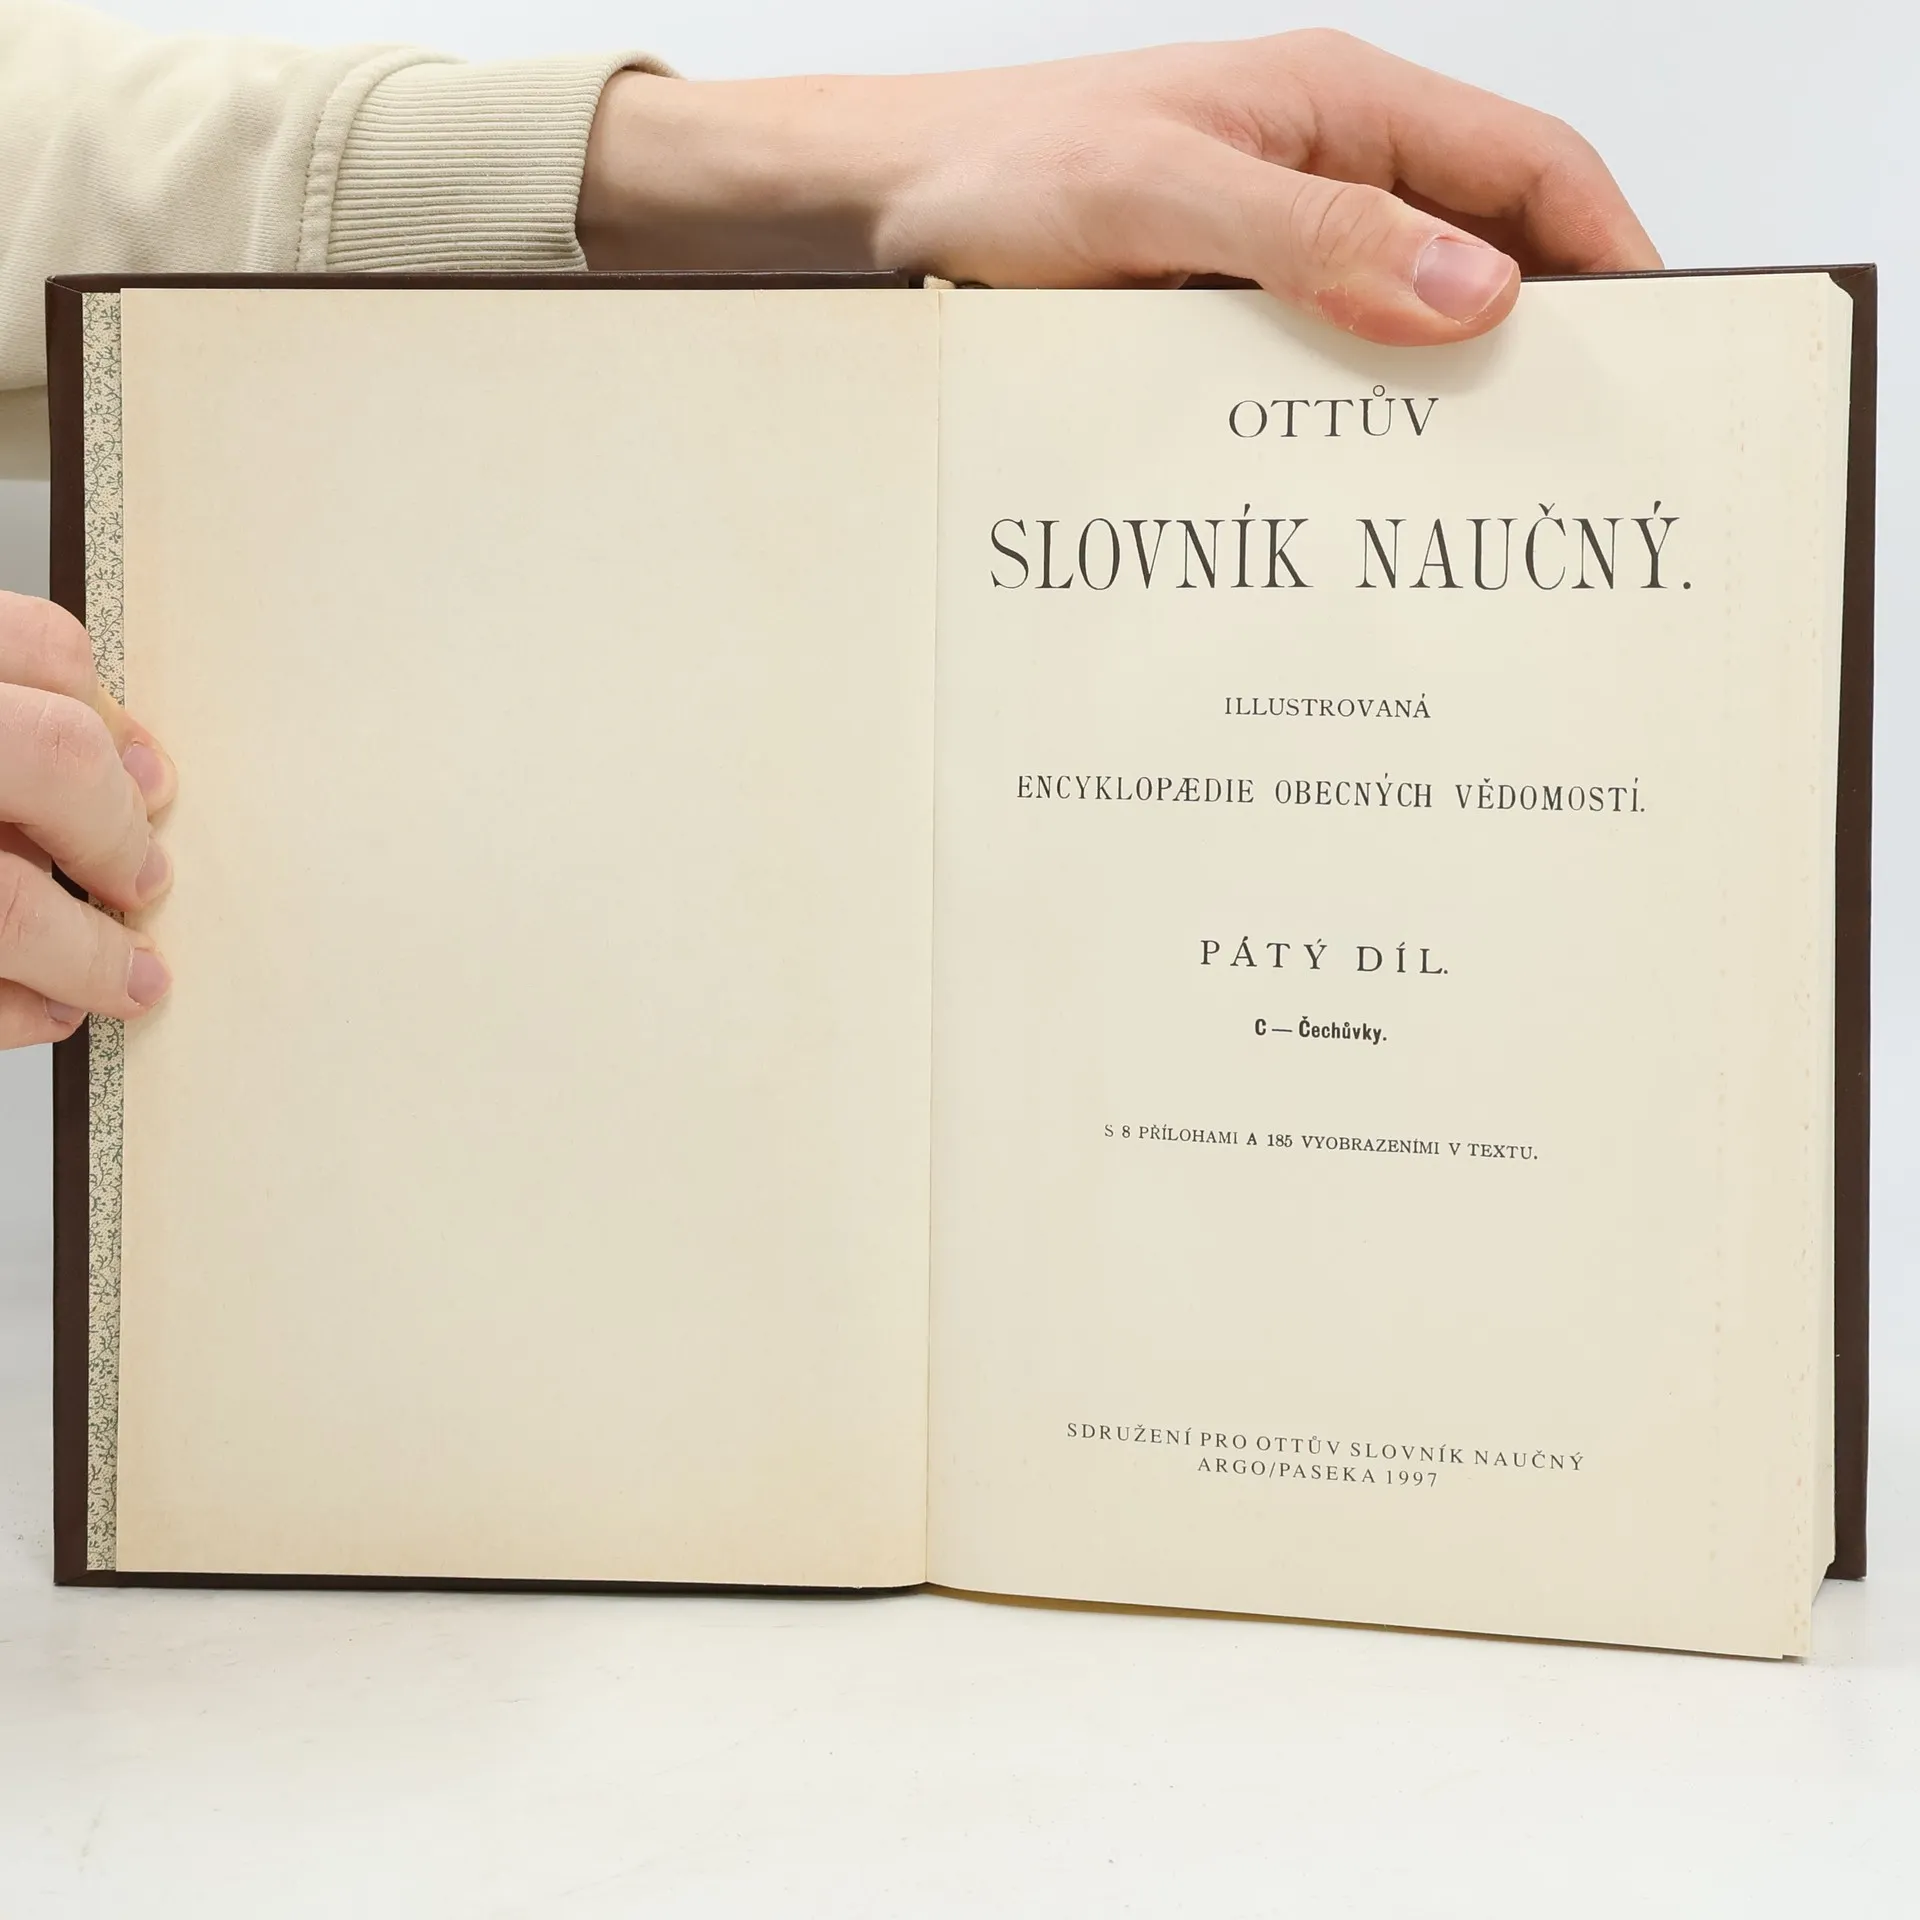 OTTŮV
SLOVNÍK NAUČNÝ.
ILLUSTROVANÁ
ENCYKLOPÆDIE OBECNÝCH VĚDOMOSTÍ.
PÁTÝ DÍL.
C — Čechůvky.
S 8 PŘÍLOHAMI A 185 VYOBRAZENÍMI V TEXTU.
SDRUŽENÍ PRO OTTŮV SLOVNÍK NAUČNÝ
ARGO/PASEKA 1997